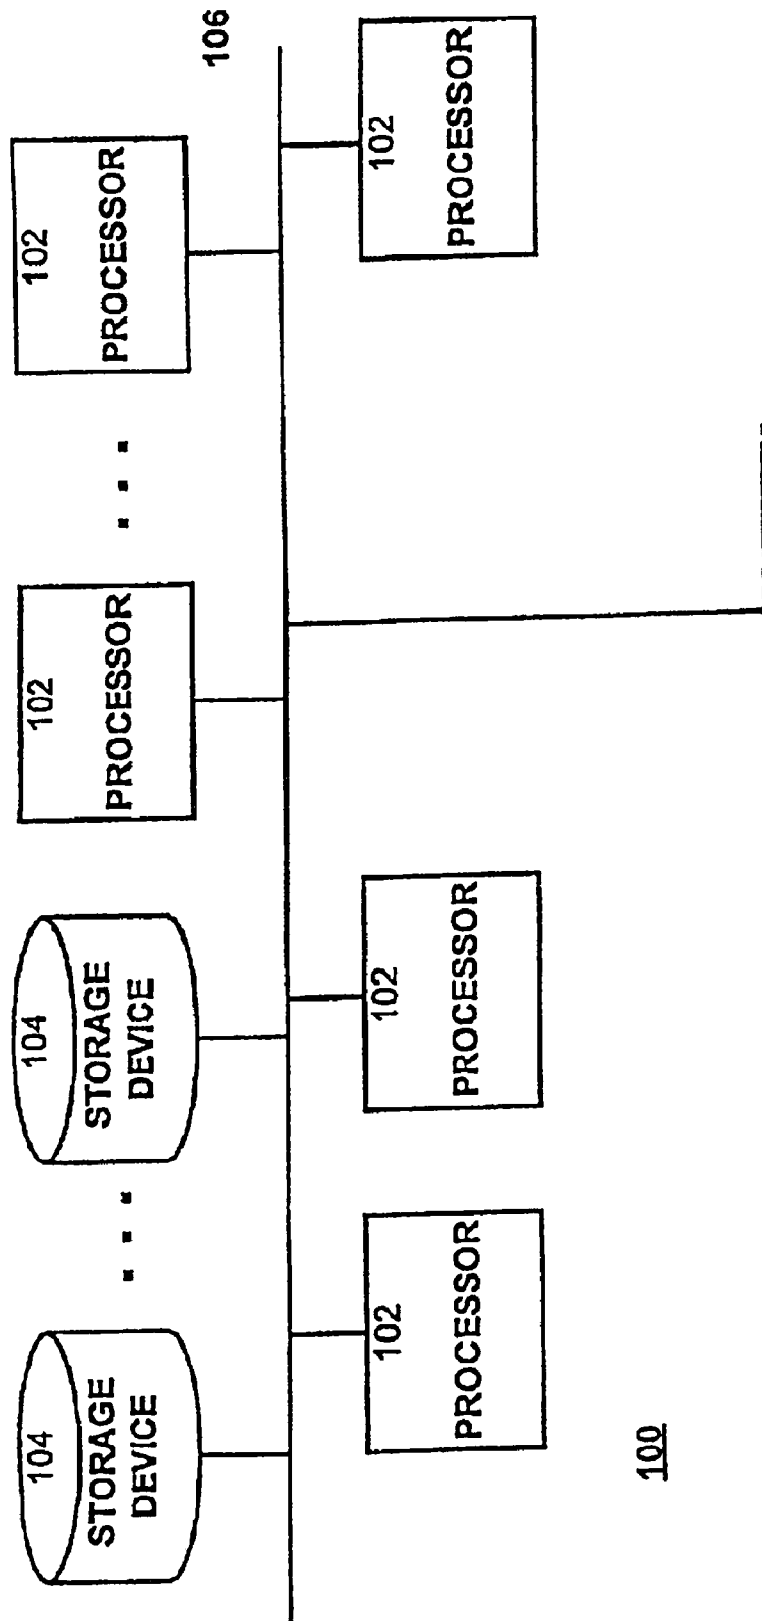 104
STORAGE
DEVICE
. . .
104
STORAGE
DEVICE
102
PROCESSOR
. . .
102
PROCESSOR
106
102
PROCESSOR
102
PROCESSOR
102
PROCESSOR
100